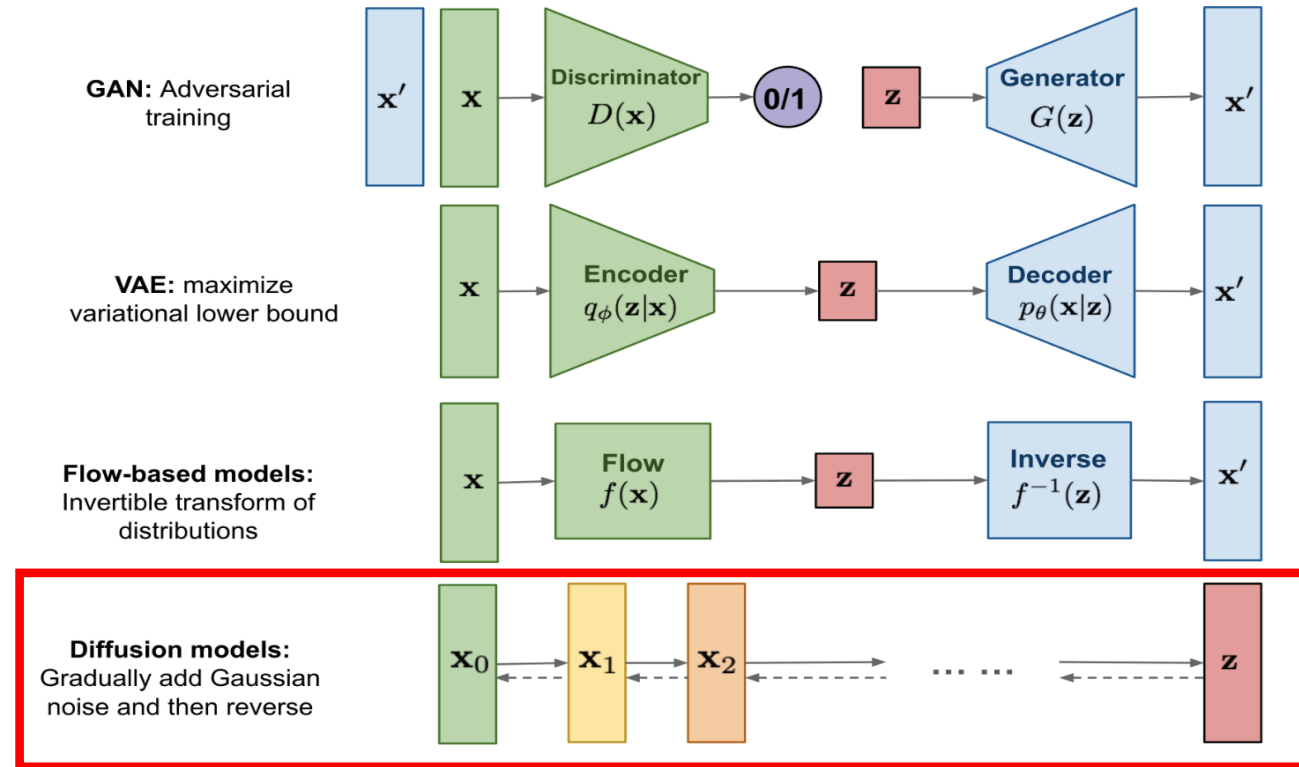 GAN: Adversarial
training
x′
x
Discriminator
D(x)
0/1
z
Generator
G(z)
x′
VAE: maximize
variational lower bound
x
Encoder
qϕ(z|x)
z
Decoder
pθ(x|z)
x′
Flow-based models:
Invertible transform of
distributions
x
Flow
f(x)
z
Inverse
f⁻¹(z)
x′
Diffusion models:
Gradually add Gaussian
noise and then reverse
x₀
x₁
x₂
... ...
z